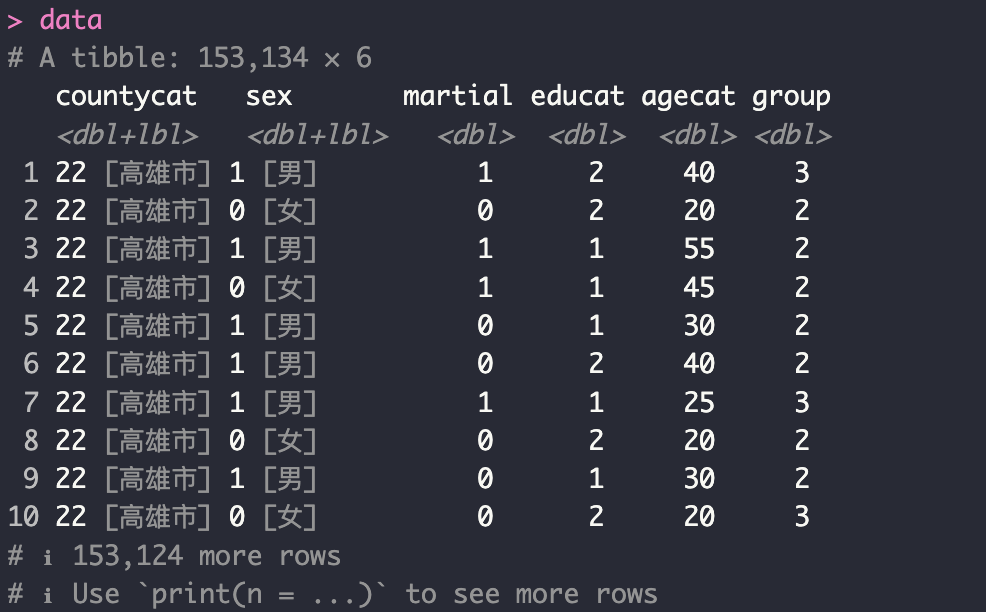 > data
# A tibble: 153,134 × 6
countycat sex martial educat agecat group
<dbl+lbl> <dbl+lbl> <dbl> <dbl> <dbl> <dbl>
1 22 [高雄市] 1 [男] 1 2 40 3
2 22 [高雄市] 0 [女] 0 2 20 2
3 22 [高雄市] 1 [男] 1 1 55 2
4 22 [高雄市] 0 [女] 1 1 45 2
5 22 [高雄市] 1 [男] 0 1 30 2
6 22 [高雄市] 1 [男] 0 2 40 2
7 22 [高雄市] 1 [男] 1 1 25 3
8 22 [高雄市] 0 [女] 0 2 20 2
9 22 [高雄市] 1 [男] 0 1 30 2
10 22 [高雄市] 0 [女] 0 2 20 3
# ℹ 153,124 more rows
# ℹ Use `print(n = ...)` to see more rows